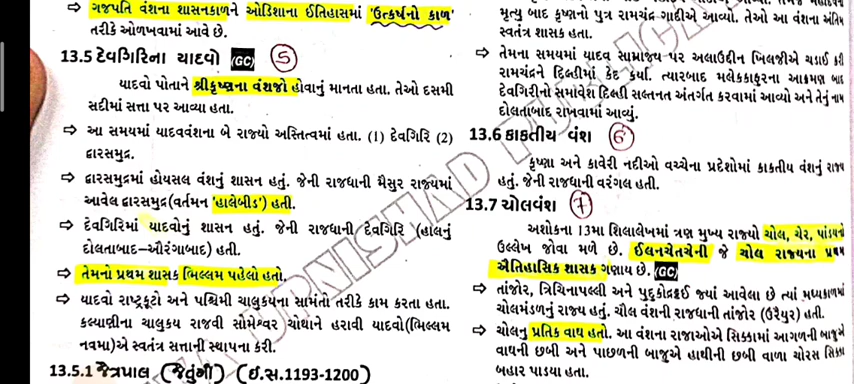 ⇨ ગજપતિ વંશના શાસનકાળને ઓડિશાના ઈતિહાસમાં 'ઉત્કર્ષનો કાળ'
તરીકે ઓળખવામાં આવે છે.
13.5 દેવગિરિના યાદવો (GC) 5
યાદવો પોતાને શ્રીકૃષ્ણના વંશજો હોવાનું માનતા હતા. તેઓ દસમી
સદીમાં સત્તા પર આવ્યા હતા.
⇨ આ સમયમાં યાદવવંશના બે રાજ્યો અસ્તિત્વમાં હતા. (1) દેવગિરિ (2)
દ્વારસમુદ્ર.
⇨ દ્વારસમુદ્રમાં હોયસલ વંશનું શાસન હતું. જેની રાજધાની મૈસુર રાજ્યમાં
આવેલ દ્વારસમુદ્ર(વર્તમન 'હાલેબીડ') હતી.
⇨ દેવગિરિમાં યાદવોનું શાસન હતું. જેની રાજધાની દેવગિરિ (હાલનું
દોલતાબાદ-ઔરંગાબાદ) હતી.
⇨ તેમનો પ્રથમ શાસક ભિલ્લમ પહેલો હતો.
⇨ યાદવો રાષ્ટ્રકૂટો અને પશ્ચિમી ચાલુકયના સામંતો તરીકે કામ કરતા હતા.
કલ્યાણીના ચાલુકય રાજવી સોમેશ્વર ચોથાને હરાવી યાદવો(ભિલ્લમ
નવમા)એ સ્વતંત્ર સત્તાની સ્થાપના કરી.
13.5.1 જૈત્રપાલ (જૈતુંગી) (ઈ.સ.1193-1200)
મૃત્યુ બાદ કૃષ્ણનો પુત્ર રામચંદ્ર ગાદીએ આવ્યો. તેઓ આ વંશના અંતિમ
સ્વતંત્ર શાસક હતા.
⇨ તેમના સમયમાં યાદવ સામ્રાજ્ય પર અલાઉદ્દીન ખિલજીએ ચડાઈ કરી
રામચંદ્રને દિલ્હીમાં કેદ કર્યા. ત્યારબાદ મલેકકાફુરના આક્રમણ બાદ
દેવગિરીનો સમાવેશ દિલ્હી સલ્તનત અંતર્ગત કરવામાં આવ્યો અને તેનું નામ
દોલતાબાદ રાખવામાં આવ્યું.
13.6 કાકતીય વંશ 6
કૃષ્ણા અને કાવેરી નદીઓ વચ્ચેના પ્રદેશોમાં કાકતીય વંશનું રાજ્ય
હતું. જેની રાજધાની વરંગલ હતી.
13.7 ચોલવંશ 7
અશોકના 13મા શિલાલેખમાં ત્રણ મુખ્ય રાજ્યો ચોલ, ચેર, પાંડયનો
ઉલ્લેખ જોવા મળે છે. ઈલનચેતચેની જે ચોલ રાજ્યના પ્રથમ
ઐતિહાસિક શાસક ગણાય છે. (GC)
⇨ તાંજોર, ત્રિચિનાપલ્લી અને પુદુકોદ્રકઈ જ્યાં આવેલા છે ત્યાં મધ્યકાળમાં
ચોલમંડળનું રાજ્ય હતું. ચૌલ વંશની રાજધાની તાંજોર (ઉરૈયુર) હતી.
⇨ ચોલનુ પ્રતિક વાઘ હતો. આ વંશના રાજાઓએ સિક્કામાં આગળની બાજુએ
વાઘની છબી અને પાછળની બાજુએ હાથીની છબી વાળા ચોરસ સિક્કા
બહાર પાડયા હતા.